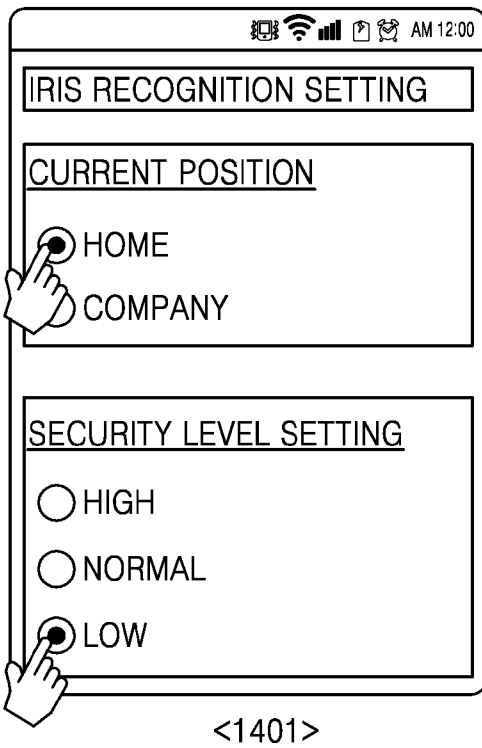 AM 12:00
IRIS RECOGNITION SETTING
CURRENT POSITION
HOME
COMPANY
SECURITY LEVEL SETTING
HIGH
NORMAL
LOW
<1401>